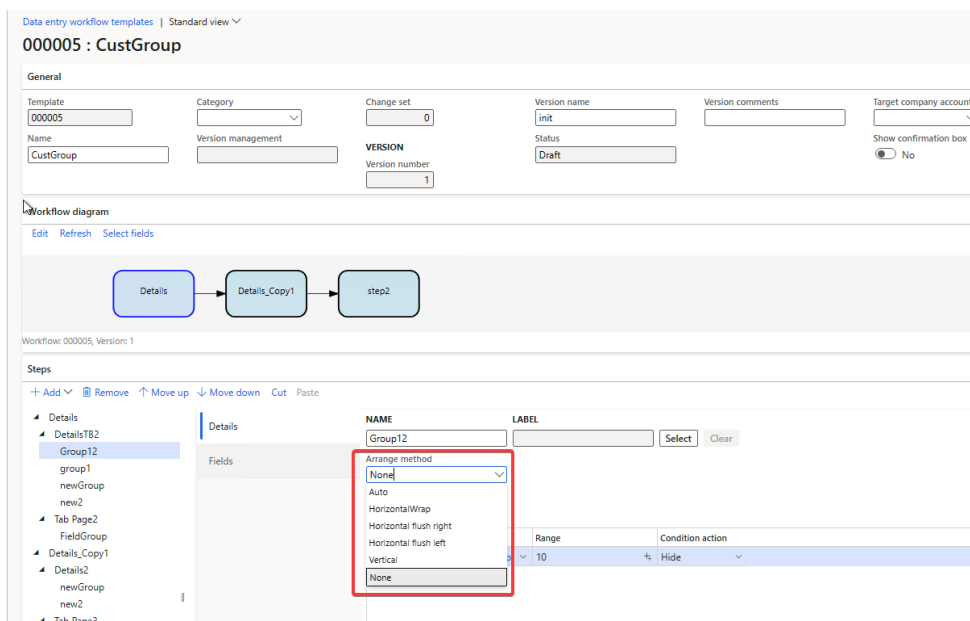 Data entry workflow templates | Standard view
000005 : CustGroup
General
Template Category Change set Version name Version comments Target company account
000005 0 init
Name Version management VERSION Status Show confirmation box
CustGroup Version number Draft No
1
Workflow diagram
Edit Refresh Select fields
Details Details_Copy1 step2
Workflow: 000005, Version: 1
Steps
Add Remove Move up Move down Cut Paste
Details
DetailsTB2
Group12
group1
newGroup
new2
Tab Page2
FieldGroup
Details_Copy1
Details2
newGroup
new2
Tab Page3
Details
Fields
NAME LABEL
Group12 Select Clear
Arrange method
None
Auto
HorizontalWrap
Horizontal flush right
Horizontal flush left
Vertical
None
Range Condition action
10 Hide